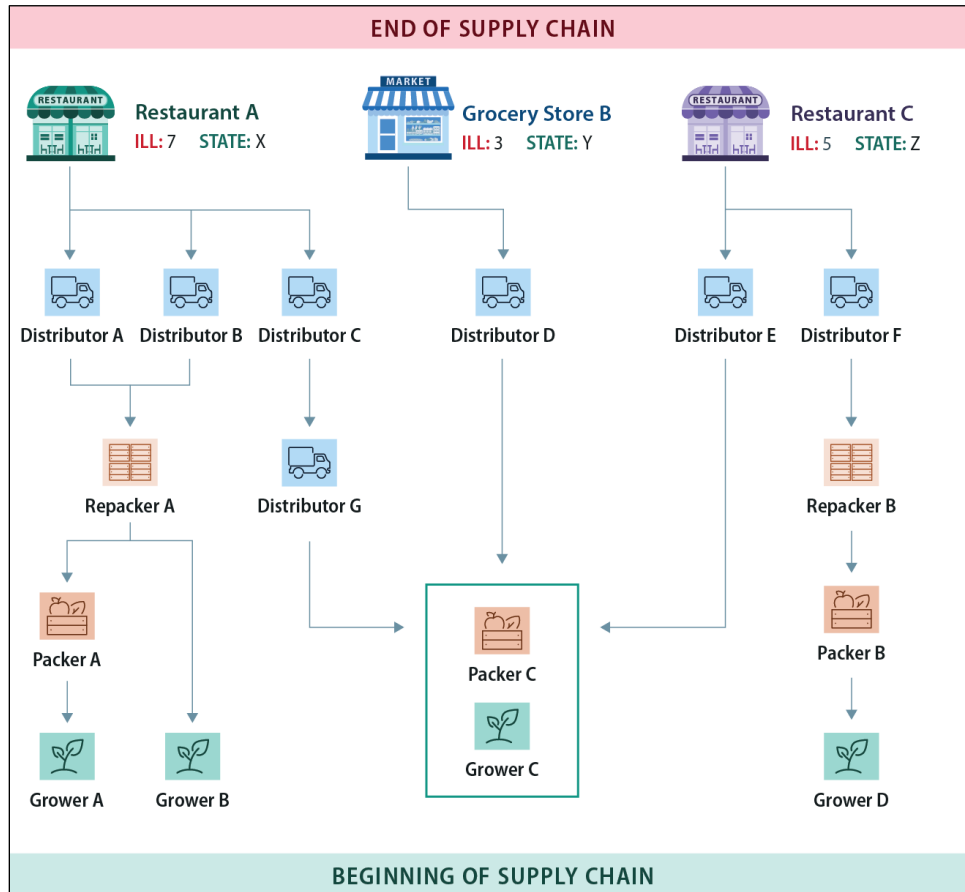 END OF SUPPLY CHAIN
RESTAURANT
Restaurant A
ILL: 7 STATE: X
MARKET
Grocery Store B
ILL: 3 STATE: Y
RESTAURANT
Restaurant C
ILL: 5 STATE: Z
Distributor A
Distributor B
Distributor C
Distributor D
Distributor E
Distributor F
Repacker A
Distributor G
Repacker B
Packer A
Packer C
Packer B
Grower A
Grower B
Grower C
Grower D
BEGINNING OF SUPPLY CHAIN